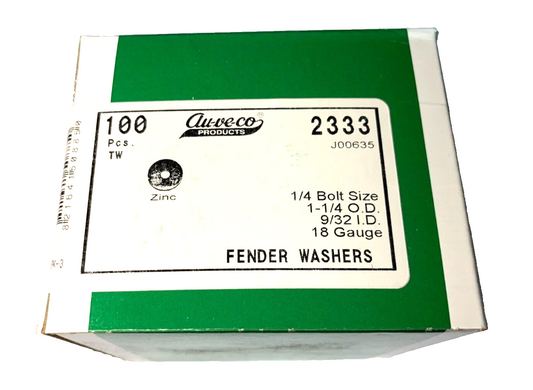 100
Pcs.
TW
au-ve-co®
PRODUCTS
2333
J00635
Zinc
1/4 Bolt Size
1-1/4 O.D.
9/32 I.D.
18 Gauge
FENDER WASHERS